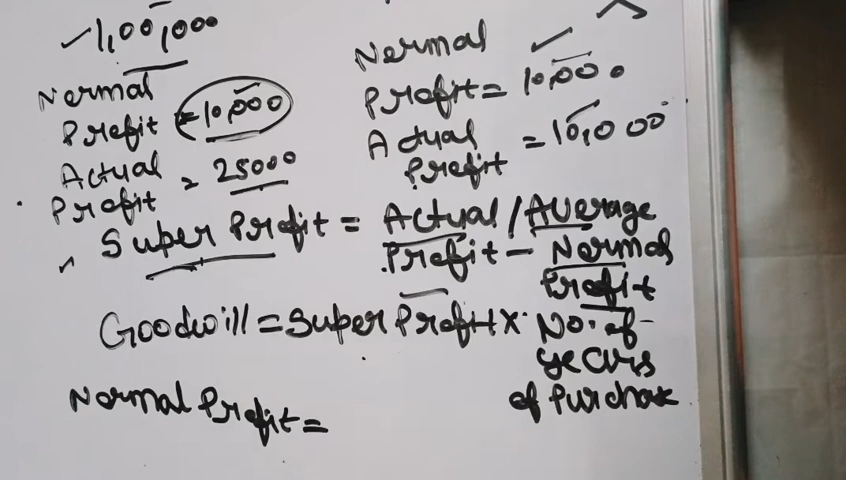 1,00,000
Normal
Profit = 10,000
Actual
Profit = 25000
Normal
Profit = 10,000
Actual
Profit = 10,000
Super Profit = Actual / Average
Profit - Normal
Profit
Goodwill = Super Profit X No. of
years
of Purchase
Normal Profit =